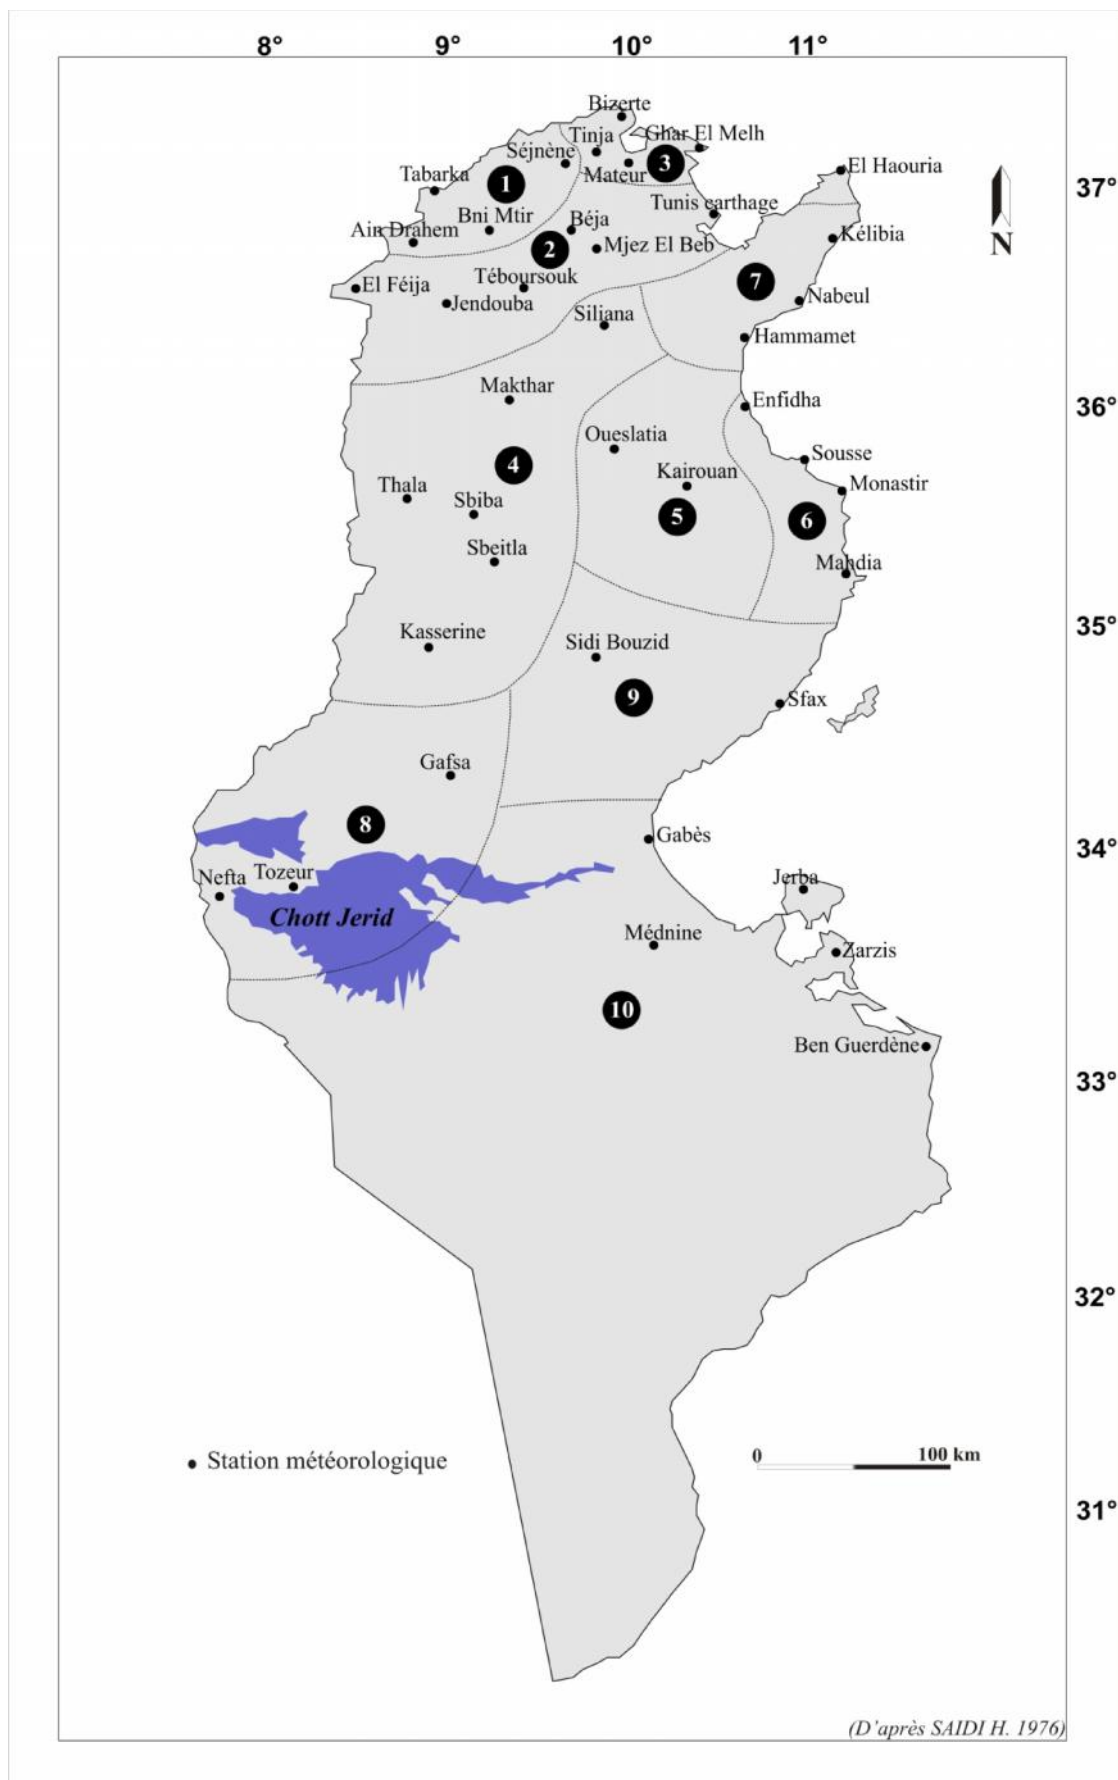 8° 9° 10° 11°
Bizerte
Tinja
Ghar El Melh
Séjnène
Mateur
3
El Haouria
Tabarka
1
37°
Tunis carthage
Bni Mtir
Béja
Ain Drahem
Kélibia
2
Mjez El Beb
N
El Féija
Téboursouk
7
Jendouba
Nabeul
Siliana
Hammamet
Makthar
Enfidha
36°
Oueslatia
Sousse
4
Kairouan
Thala
Monastir
Sbiba
5
6
Sbeitla
Mahdia
Kasserine
35°
Sidi Bouzid
9
Sfax
Gafsa
8
Gabès
34°
Nefta
Tozeur
Jerba
Chott Jerid
Médnine
Zarzis
10
Ben Guerdène
33°
32°
Station météorologique
0 100 km
31°
(D'après SAIDI H. 1976)